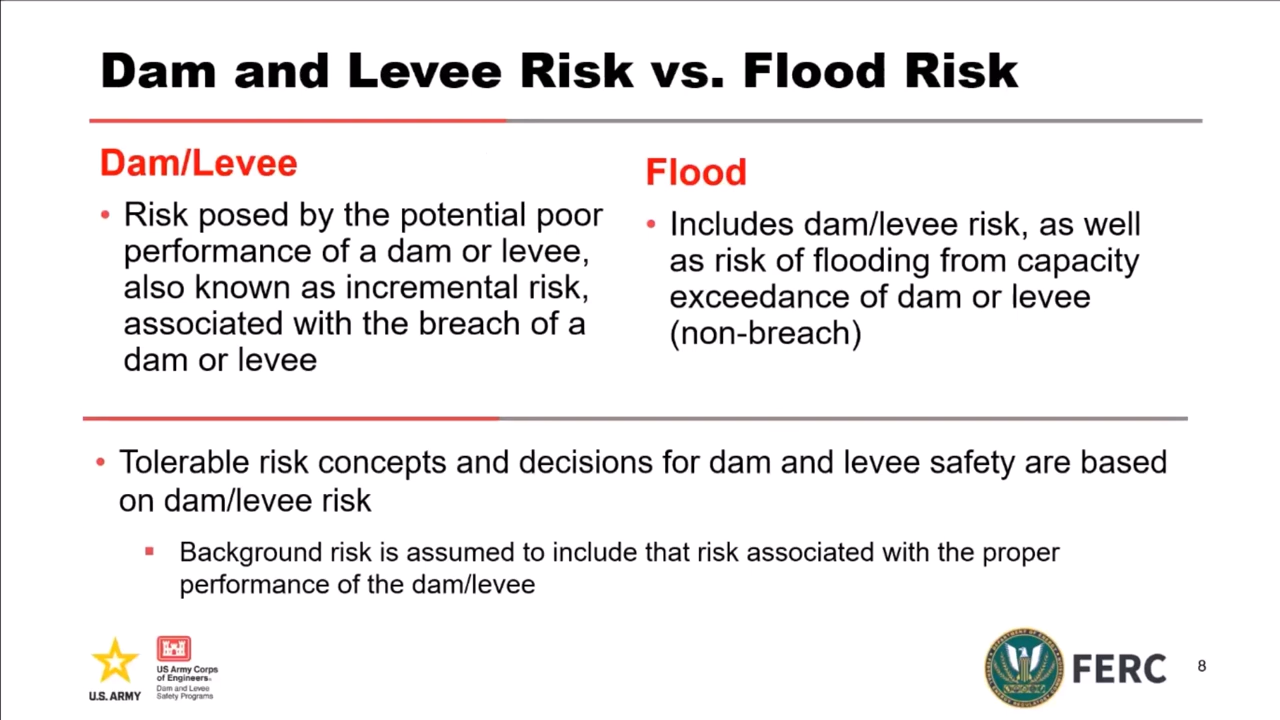 Dam and Levee Risk vs. Flood Risk
Dam/Levee
• Risk posed by the potential poor
performance of a dam or levee,
also known as incremental risk,
associated with the breach of a
dam or levee
Flood
• Includes dam/levee risk, as well
as risk of flooding from capacity
exceedance of dam or levee
(non-breach)
• Tolerable risk concepts and decisions for dam and levee safety are based
on dam/levee risk
▪ Background risk is assumed to include that risk associated with the proper
performance of the dam/levee
U.S. ARMY
US Army Corps
of Engineers®
Dam and Levee
Safety Programs
FERC
8